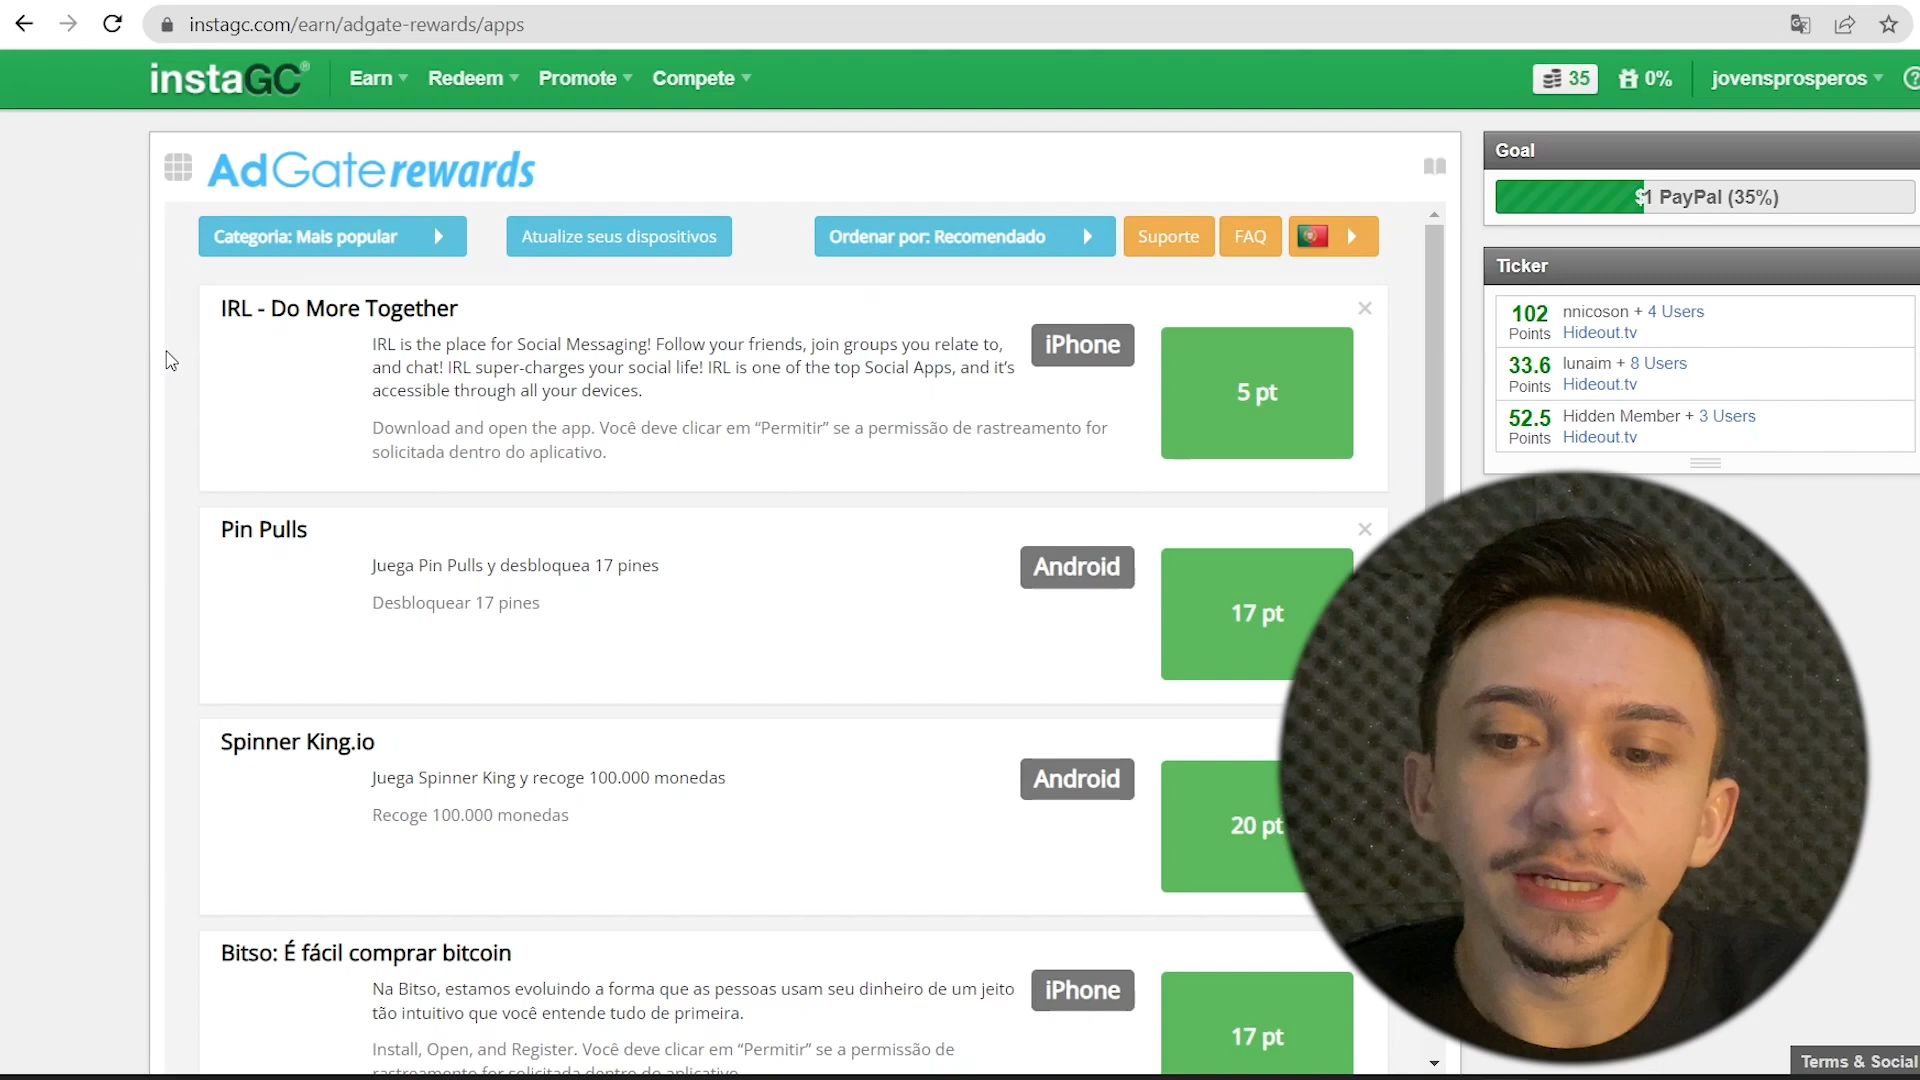 instagc.com/earn/adgate-rewards/apps
instaGC® Earn Redeem Promote Compete 35 0% jovensprosperos
AdGate rewards
Categoria: Mais popular Atualize seus dispositivos Ordenar por: Recomendado Suporte FAQ
IRL - Do More Together
IRL is the place for Social Messaging! Follow your friends, join groups you relate to,
and chat! IRL super-charges your social life! IRL is one of the top Social Apps, and it's
accessible through all your devices.
Download and open the app. Você deve clicar em “Permitir” se a permissão de rastreamento for
solicitada dentro do aplicativo.
iPhone
5 pt
Pin Pulls
Juega Pin Pulls y desbloquea 17 pines
Desbloquear 17 pines
Android
17 pt
Spinner King.io
Juega Spinner King y recoge 100.000 monedas
Recoge 100.000 monedas
Android
20 pt
Bitso: É fácil comprar bitcoin
Na Bitso, estamos evoluindo a forma que as pessoas usam seu dinheiro de um jeito
tão intuitivo que você entende tudo de primeira.
Install, Open, and Register. Você deve clicar em “Permitir” se a permissão de
rastreamento for solicitada dentro do aplicativo.
iPhone
17 pt
Goal
$1 PayPal (35%)
Ticker
102 nnicoson + 4 Users
Points Hideout.tv
33.6 lunaim + 8 Users
Points Hideout.tv
52.5 Hidden Member + 3 Users
Points Hideout.tv
Terms & Social